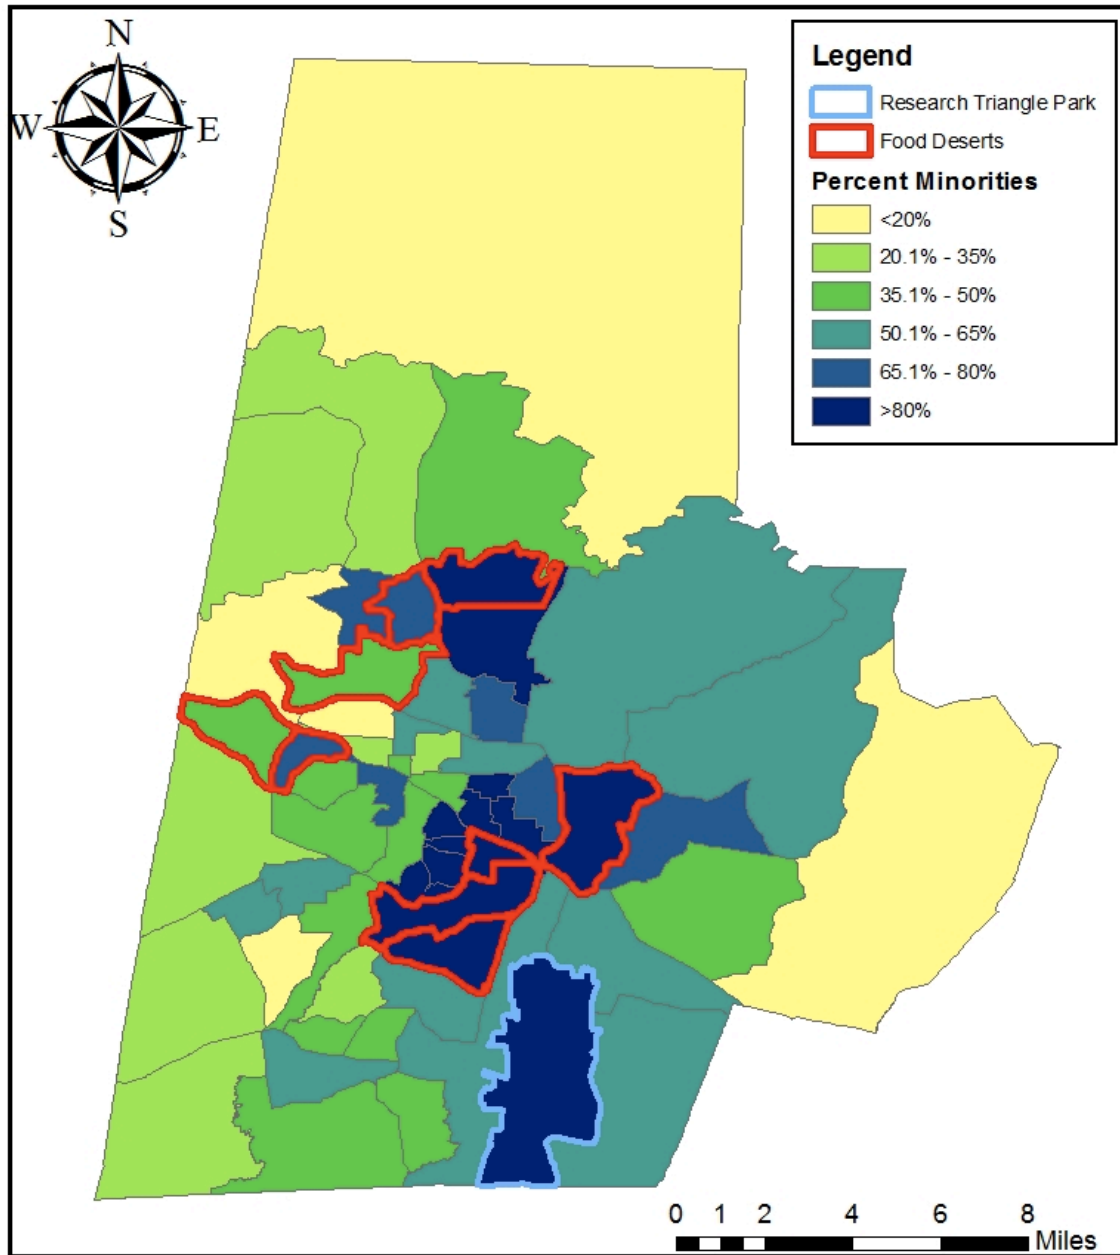 N
W E
S
Legend
Research Triangle Park
Food Deserts
Percent Minorities
<20%
20.1% - 35%
35.1% - 50%
50.1% - 65%
65.1% - 80%
>80%
0 1 2 4 6 8
Miles